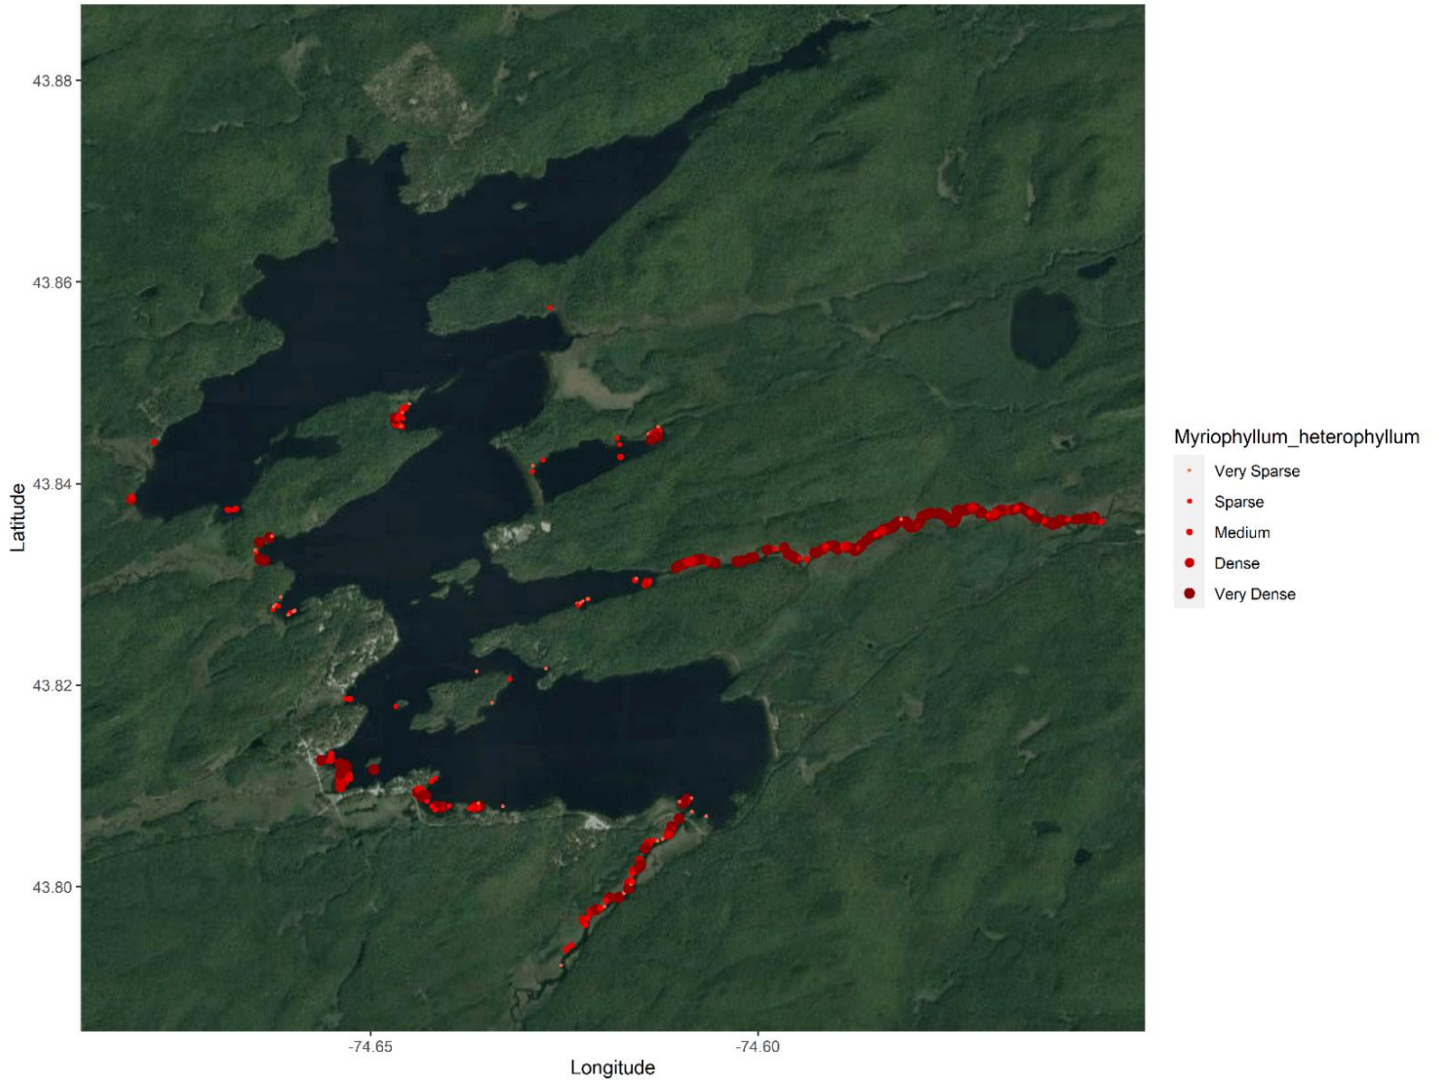 43.88
43.86
43.84
43.82
43.80
Latitude
-74.65
-74.60
Longitude
Myriophyllum_heterophyllum
Very Sparse
Sparse
Medium
Dense
Very Dense